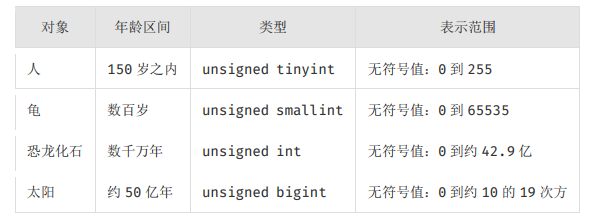 对象 年龄区间 类型 表示范围
人 150 岁之内 unsigned tinyint 无符号值：0 到 255
龟 数百岁 unsigned smallint 无符号值：0 到 65535
恐龙化石 数千万年 unsigned int 无符号值：0 到约 42.9 亿
太阳 约 50 亿年 unsigned bigint 无符号值：0 到约 10 的 19 次方